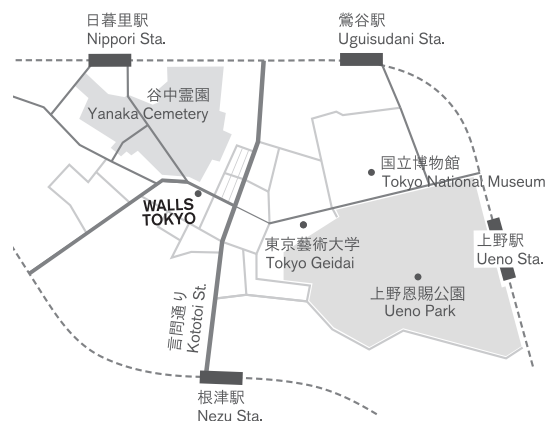 日暮里駅
Nippori Sta.
鶯谷駅
Uguisudani Sta.
谷中霊園
Yanaka Cemetery
国立博物館
Tokyo National Museum
WALLS
TOKYO
東京藝術大学
Tokyo Geidai
上野駅
Ueno Sta.
上野恩賜公園
Ueno Park
言問通り
Kototoi St.
根津駅
Nezu Sta.